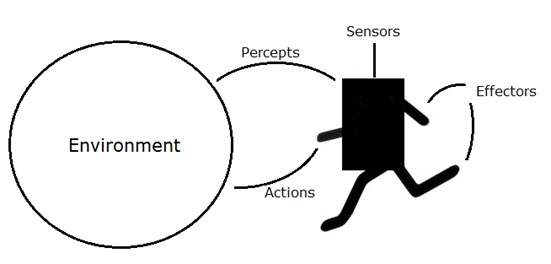 Sensors
Percepts
Effectors
Environment
Actions